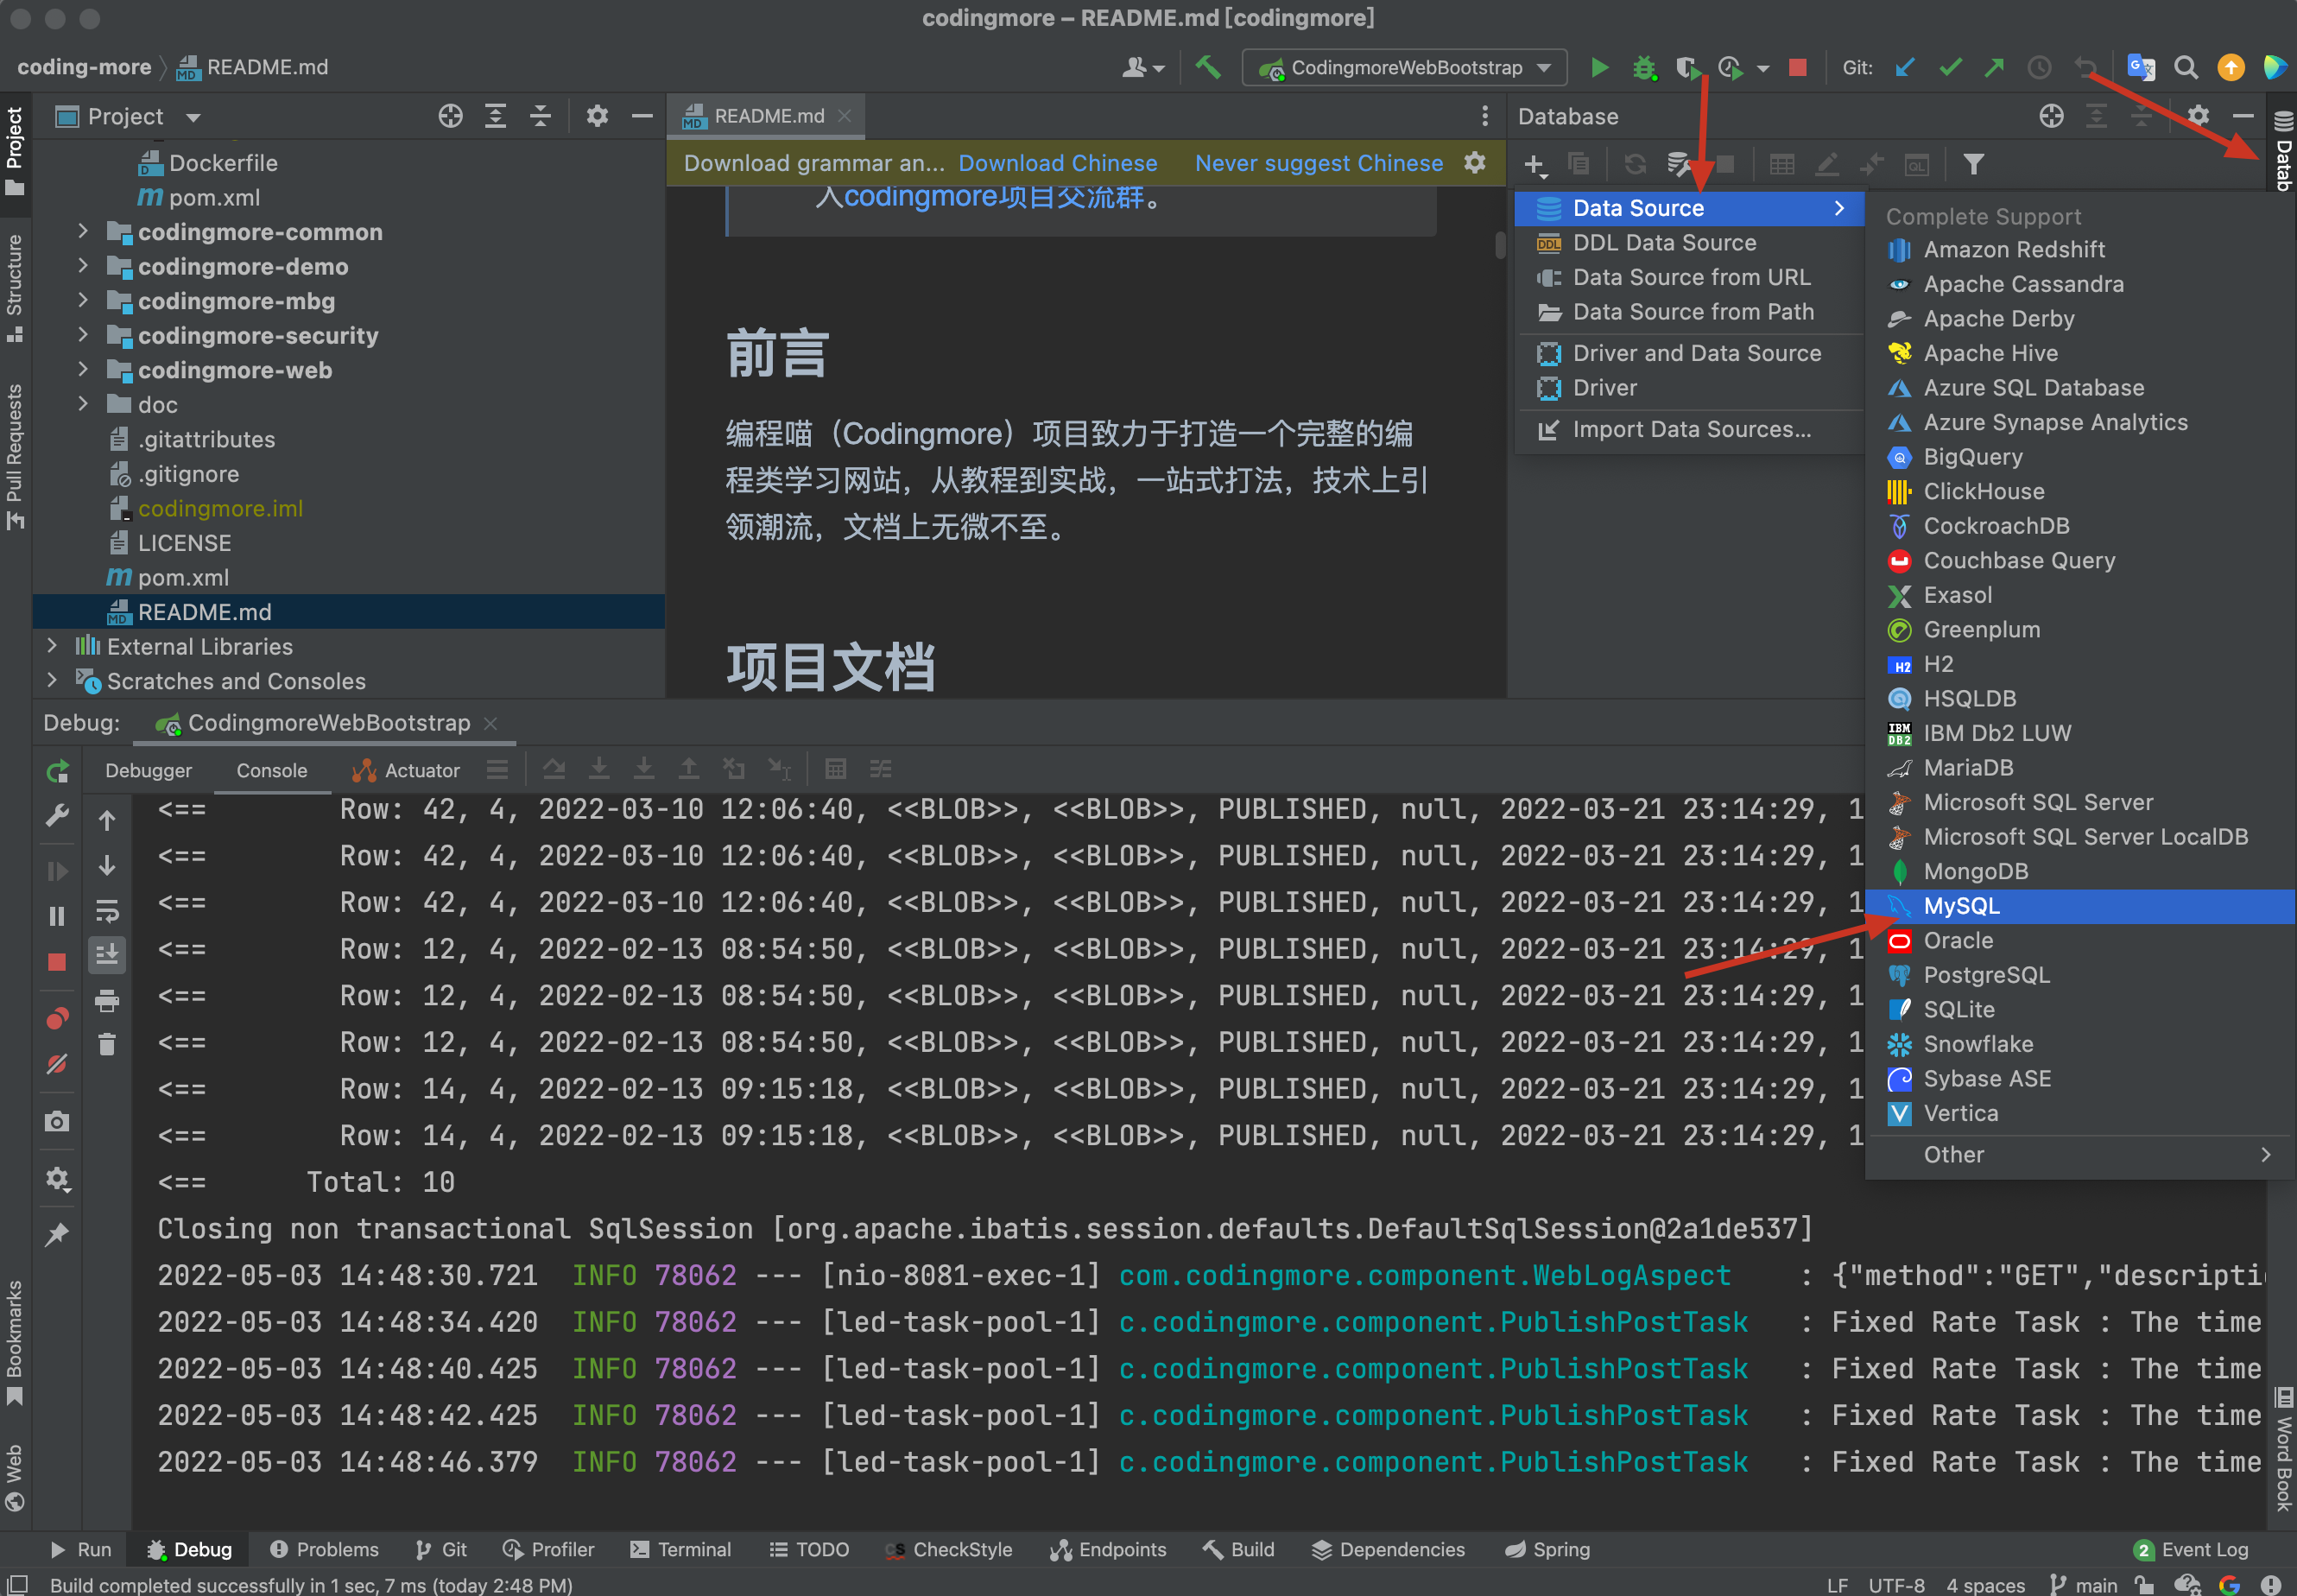 codingmore – README.md [codingmore]
coding-more
README.md
CodingmoreWebBootstrap
Git:
Project
Structure
Pull Requests
Bookmarks
Web
Project
Dockerfile
pom.xml
codingmore-common
codingmore-demo
codingmore-mbg
codingmore-security
codingmore-web
doc
.gitattributes
.gitignore
codingmore.iml
LICENSE
pom.xml
README.md
External Libraries
Scratches and Consoles
README.md
Download grammar an... Download Chinese Never suggest Chinese
入codingmore项目交流群。
前言
编程喵（Codingmore）项目致力于打造一个完整的编
程类学习网站，从教程到实战，一站式打法，技术上引
领潮流，文档上无微不至。
项目文档
Database
Datab
Data Source
DDL Data Source
Data Source from URL
Data Source from Path
Driver and Data Source
Driver
Import Data Sources...
Complete Support
Amazon Redshift
Apache Cassandra
Apache Derby
Apache Hive
Azure SQL Database
Azure Synapse Analytics
BigQuery
ClickHouse
CockroachDB
Couchbase Query
Exasol
Greenplum
H2
HSQLDB
IBM Db2 LUW
MariaDB
Microsoft SQL Server
Microsoft SQL Server LocalDB
MongoDB
MySQL
Oracle
PostgreSQL
SQLite
Snowflake
Sybase ASE
Vertica
Other
Debug: CodingmoreWebBootstrap
Debugger Console Actuator
<== Row: 42, 4, 2022-03-10 12:06:40, <<BLOB>>, <<BLOB>>, PUBLISHED, null, 2022-03-21 23:14:29, 1
<== Row: 42, 4, 2022-03-10 12:06:40, <<BLOB>>, <<BLOB>>, PUBLISHED, null, 2022-03-21 23:14:29, 1
<== Row: 42, 4, 2022-03-10 12:06:40, <<BLOB>>, <<BLOB>>, PUBLISHED, null, 2022-03-21 23:14:29, 1
<== Row: 12, 4, 2022-02-13 08:54:50, <<BLOB>>, <<BLOB>>, PUBLISHED, null, 2022-03-21 23:14:29, 1
<== Row: 12, 4, 2022-02-13 08:54:50, <<BLOB>>, <<BLOB>>, PUBLISHED, null, 2022-03-21 23:14:29, 1
<== Row: 12, 4, 2022-02-13 08:54:50, <<BLOB>>, <<BLOB>>, PUBLISHED, null, 2022-03-21 23:14:29, 1
<== Row: 14, 4, 2022-02-13 09:15:18, <<BLOB>>, <<BLOB>>, PUBLISHED, null, 2022-03-21 23:14:29, 1
<== Row: 14, 4, 2022-02-13 09:15:18, <<BLOB>>, <<BLOB>>, PUBLISHED, null, 2022-03-21 23:14:29, 1
<== Total: 10
Closing non transactional SqlSession [org.apache.ibatis.session.defaults.DefaultSqlSession@2a1de537]
2022-05-03 14:48:30.721 INFO 78062 --- [nio-8081-exec-1] com.codingmore.component.WebLogAspect : {"method":"GET","descripti
2022-05-03 14:48:34.420 INFO 78062 --- [led-task-pool-1] c.codingmore.component.PublishPostTask : Fixed Rate Task : The time
2022-05-03 14:48:40.425 INFO 78062 --- [led-task-pool-1] c.codingmore.component.PublishPostTask : Fixed Rate Task : The time
2022-05-03 14:48:42.425 INFO 78062 --- [led-task-pool-1] c.codingmore.component.PublishPostTask : Fixed Rate Task : The time
2022-05-03 14:48:46.379 INFO 78062 --- [led-task-pool-1] c.codingmore.component.PublishPostTask : Fixed Rate Task : The time
Word Book
Run Debug Problems Git Profiler Terminal TODO CheckStyle Endpoints Build Dependencies Spring 2 Event Log
Build completed successfully in 1 sec, 7 ms (today 2:48 PM) LF UTF-8 4 spaces main